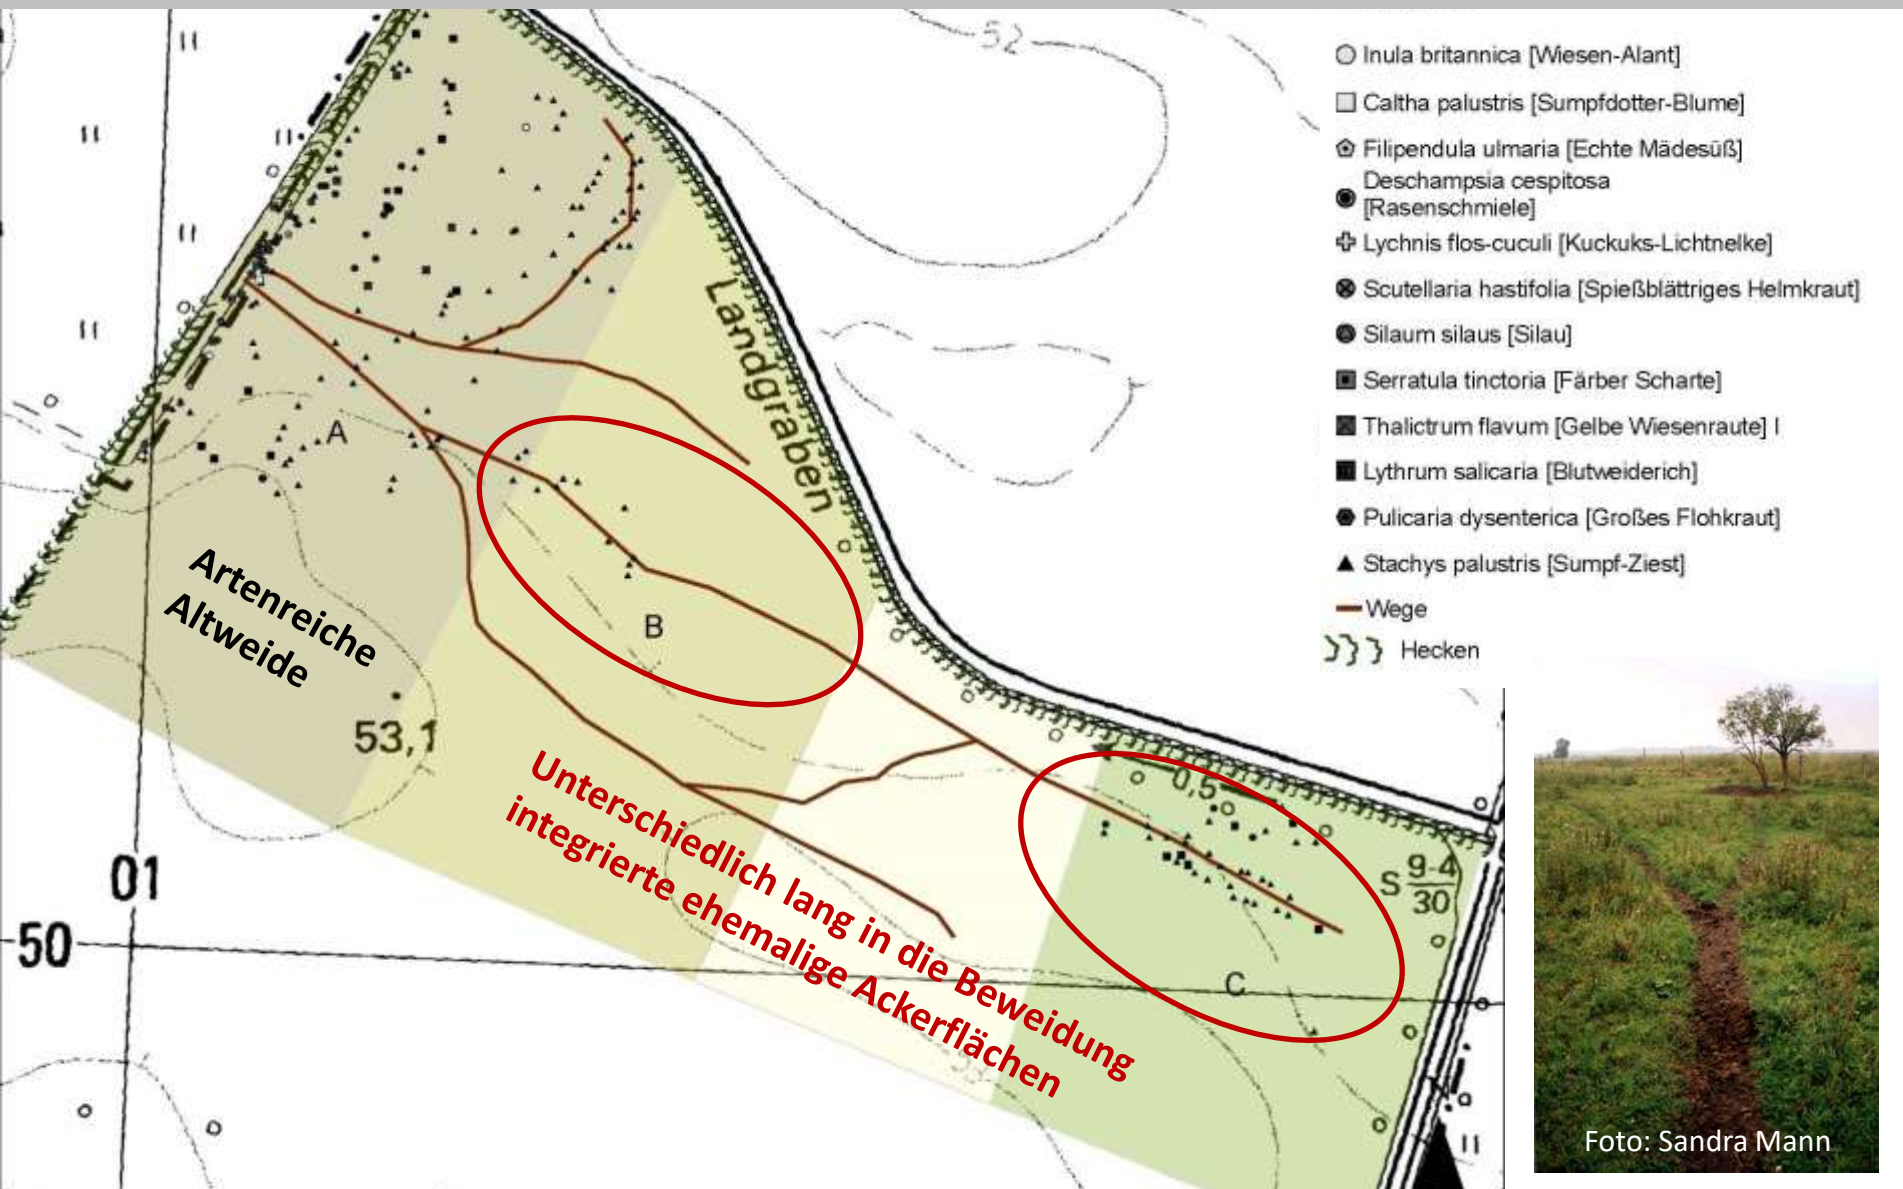 52
Inula britannica [Wiesen-Alant]
Caltha palustris [Sumpfdotter-Blume]
Filipendula ulmaria [Echte Mädesüß]
Deschampsia cespitosa
[Rasenschmiele]
Lychnis flos-cuculi [Kuckuks-Lichtnelke]
Scutellaria hastifolia [Spießblättriges Helmkraut]
Silaum silaus [Silau]
Serratula tinctoria [Färber Scharte]
Thalictrum flavum [Gelbe Wiesenraute] I
Lythrum salicaria [Blutweiderich]
Pulicaria dysenterica [Großes Flohkraut]
Stachys palustris [Sumpf-Ziest]
Wege
Hecken
Landgraben
A
Artenreiche
Altweide
B
53,1
Unterschiedlich lang in die Beweidung
integrierte ehemalige Ackerflächen
0,5
S 9-4
30
C
01
50
Foto: Sandra Mann